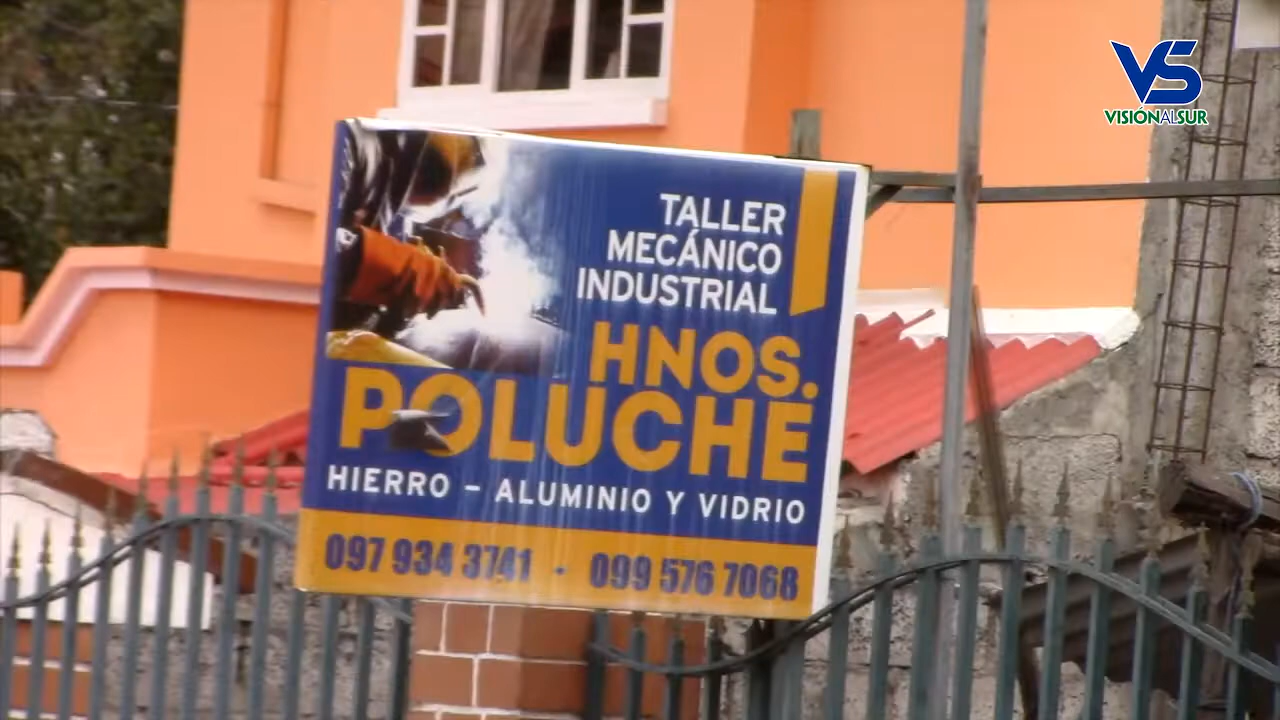 VS
VISIÓNALSUR
TALLER
MECÁNICO
INDUSTRIAL
HNOS.
POLUCHE
HIERRO – ALUMINIO Y VIDRIO
097 934 3741 · 099 576 7068